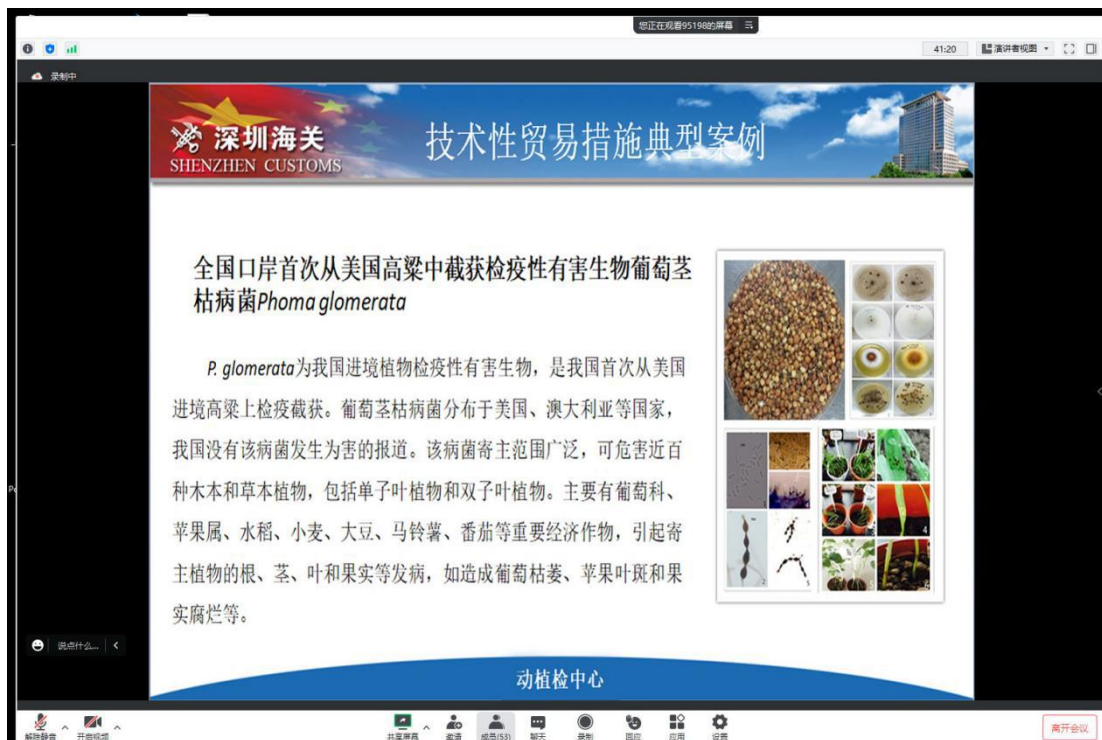 您正在观看95198的屏幕
41:20
演讲者视图
录制中
深圳海关
SHENZHEN CUSTOMS
技术性贸易措施典型案例
全国口岸首次从美国高粱中截获检疫性有害生物葡萄茎
枯病菌Phoma glomerata
P. glomerata为我国进境植物检疫性有害生物，是我国首次从美国
进境高粱上检疫截获。葡萄茎枯病菌分布于美国、澳大利亚等国家，
我国没有该病菌发生为害的报道。该病菌寄主范围广泛，可危害近百
种木本和草本植物，包括单子叶植物和双子叶植物。主要有葡萄科、
苹果属、水稻、小麦、大豆、马铃薯、番茄等重要经济作物，引起寄
主植物的根、茎、叶和果实等发病，如造成葡萄枯萎、苹果叶斑和果
实腐烂等。
说点什么...
动植检中心
解除静音
开启视频
共享屏幕
邀请
成员(53)
聊天
录制
回应
应用
设置
离开会议